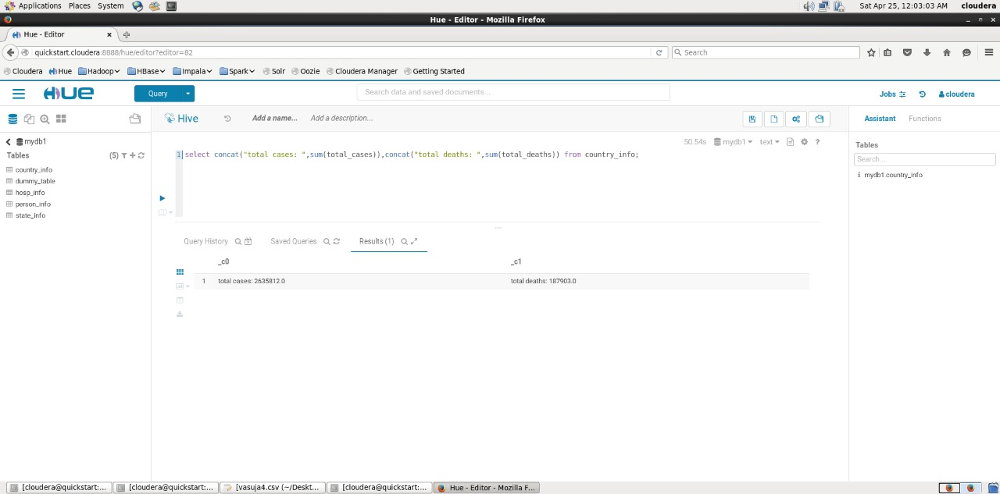 Applications Places System Sat Apr 25, 12:03:03 AM cloudera
Hue - Editor - Mozilla Firefox
Hue - Editor
quickstart.cloudera:8888/hue/editor?editor=82 Search
Cloudera Hue Hadoop HBase Impala Spark Solr Oozie Cloudera Manager Getting Started
HUE Query Search data and saved documents... Jobs cloudera
Hive Add a name... Add a description... Assistant Functions
mydb1 50.54s mydb1 text ?
Tables (5)
Tables
1 select concat("total cases: ",sum(total_cases)),concat("total deaths: ",sum(total_deaths)) from country_info;
Search...
country_info
mydb1.country_info
dummy_table
hosp_info
person_info
state_info
Query History Saved Queries Results (1)
_c0 _c1
1 total cases: 2635812.0 total deaths: 187903.0
[cloudera@quickstart:... [cloudera@quickstart:... [vasuja4.csv (~/Deskt... [cloudera@quickstart:... Hue - Editor - Mozilla F...